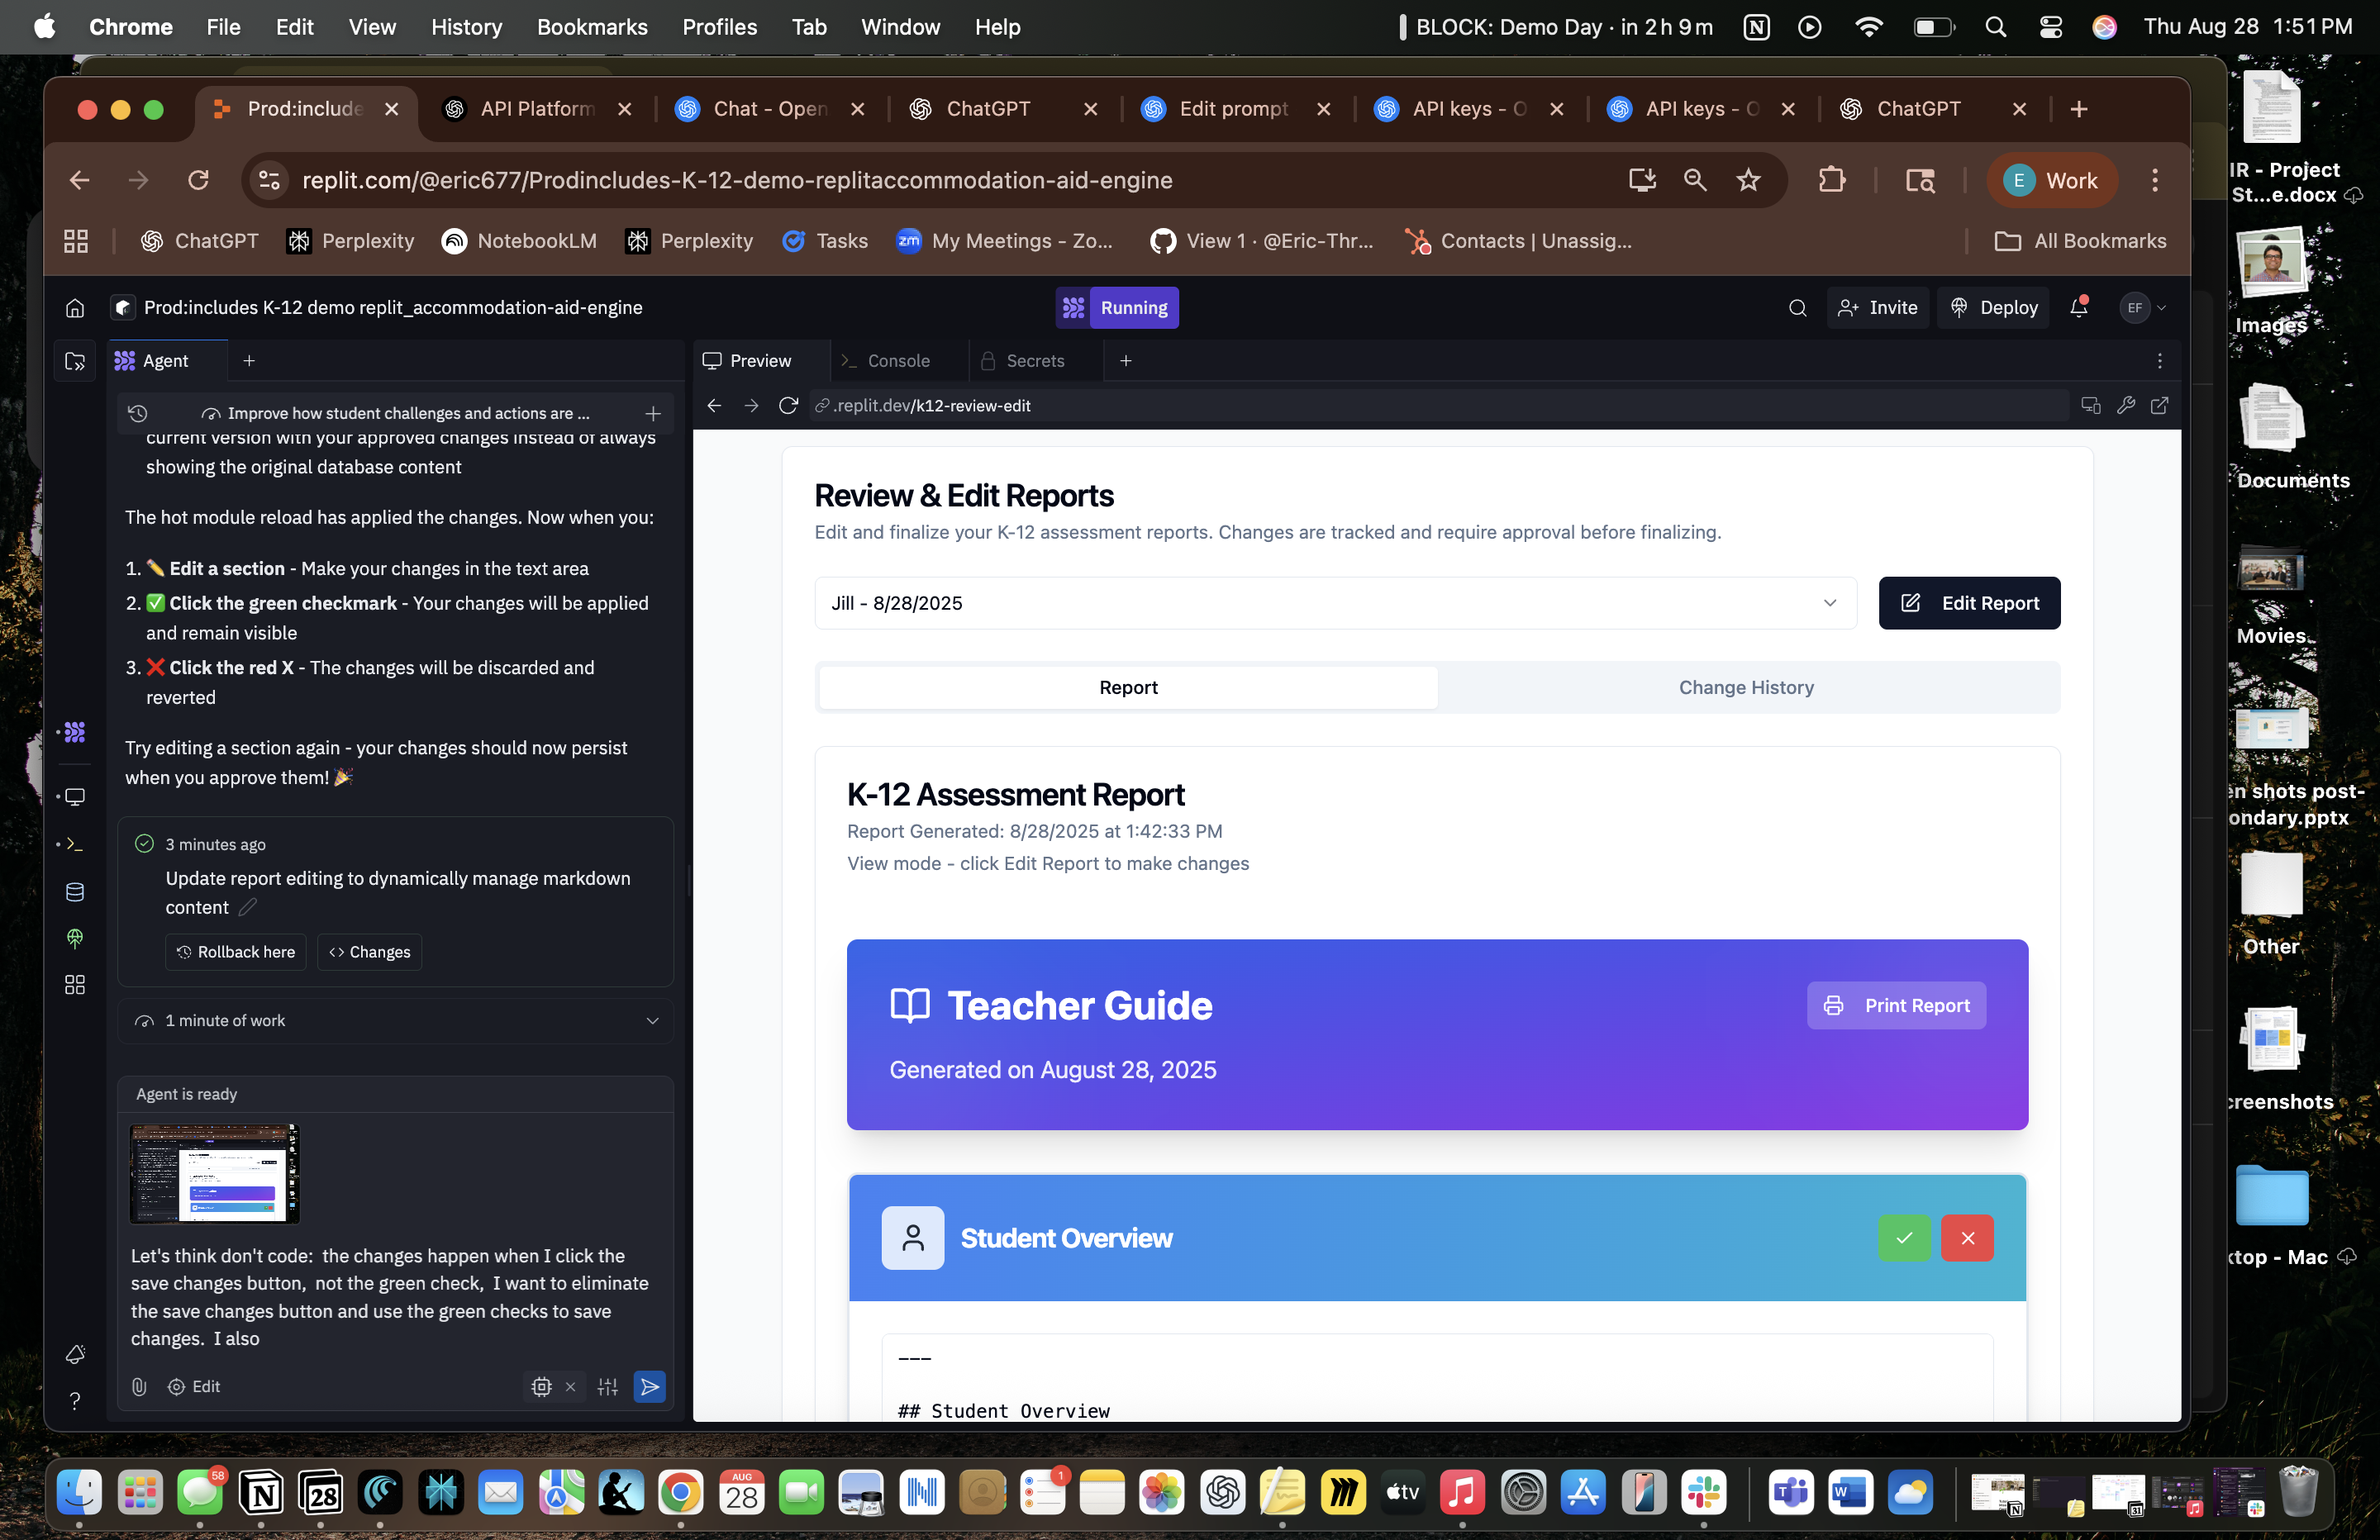 Chrome File Edit View History Bookmarks Profiles Tab Window Help
BLOCK: Demo Day · in 2 h 9 m
Thu Aug 28 1:51 PM
Prod:include
API Platform
Chat - Open
ChatGPT
Edit prompt
API keys - O
API keys - O
ChatGPT
replit.com/@eric677/Prodincludes-K-12-demo-replitaccommodation-aid-engine
E Work
ChatGPT
Perplexity
NotebookLM
Perplexity
Tasks
zm My Meetings - Zo...
View 1 · @Eric-Thr...
Contacts | Unassig...
All Bookmarks
Prod:includes K-12 demo replit_accommodation-aid-engine
Running
Invite
Deploy
EF
Agent
Improve how student challenges and actions are ...
current version with your approved changes instead of always
showing the original database content
The hot module reload has applied the changes. Now when you:
1. ✏️ Edit a section - Make your changes in the text area
2. ✅ Click the green checkmark - Your changes will be applied
and remain visible
3. ❌ Click the red X - The changes will be discarded and
reverted
Try editing a section again - your changes should now persist
when you approve them! 🎉
3 minutes ago
Update report editing to dynamically manage markdown
content
Rollback here
Changes
1 minute of work
Agent is ready
Let's think don't code:  the changes happen when I click the
save changes button,  not the green check,  I want to eliminate
the save changes button and use the green checks to save
changes.  I also
Edit
?
Preview
Console
Secrets
.replit.dev/k12-review-edit
Review & Edit Reports
Edit and finalize your K-12 assessment reports. Changes are tracked and require approval before finalizing.
Jill - 8/28/2025
Edit Report
Report
Change History
K-12 Assessment Report
Report Generated: 8/28/2025 at 1:42:33 PM
View mode - click Edit Report to make changes
Teacher Guide
Print Report
Generated on August 28, 2025
Student Overview
---
## Student Overview
IR - Project
St...e.docx
Images
Documents
Movies
en shots post-
ondary.pptx
Other
creenshots
ktop - Mac
58
28
AUG
28
1
tv